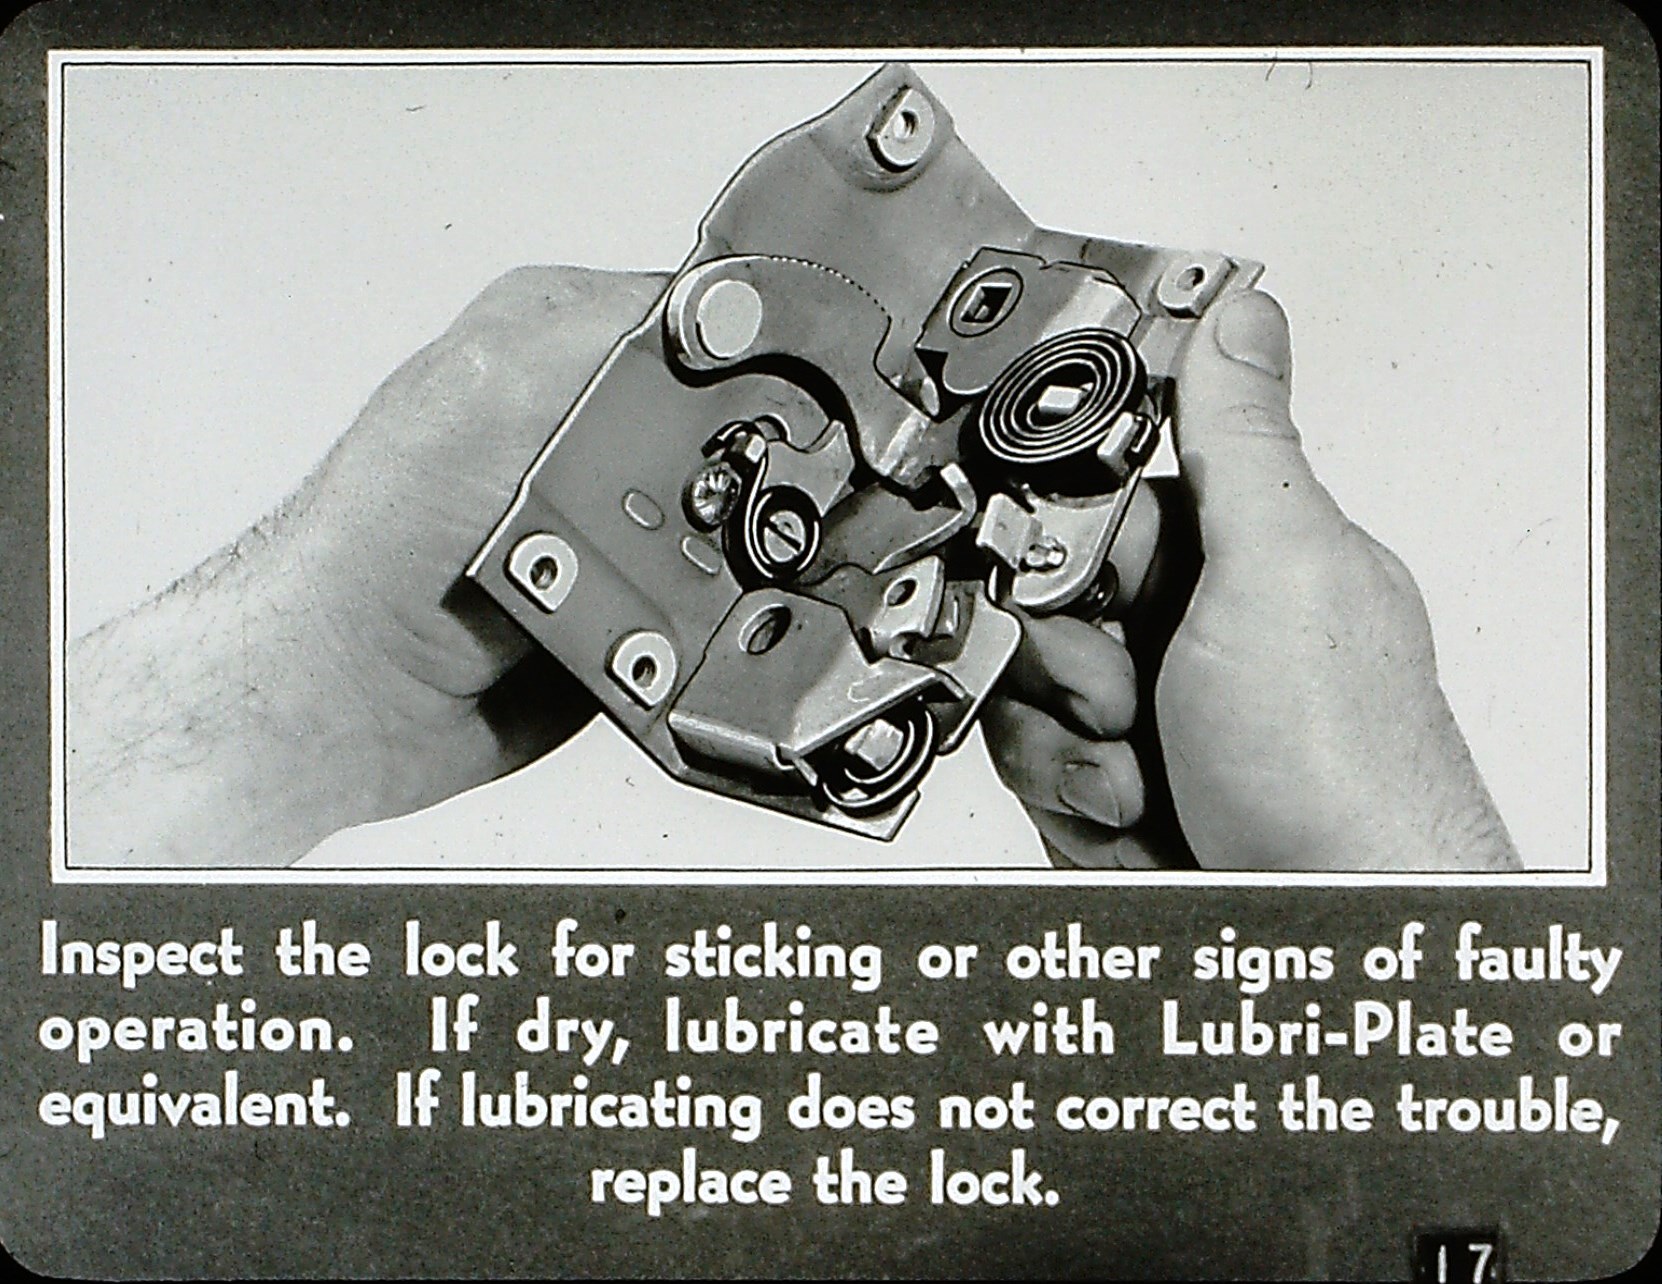 Inspect the lock for sticking or other signs of faulty
operation. If dry, lubricate with Lubri-Plate or
equivalent. If lubricating does not correct the trouble,
replace the lock.
17